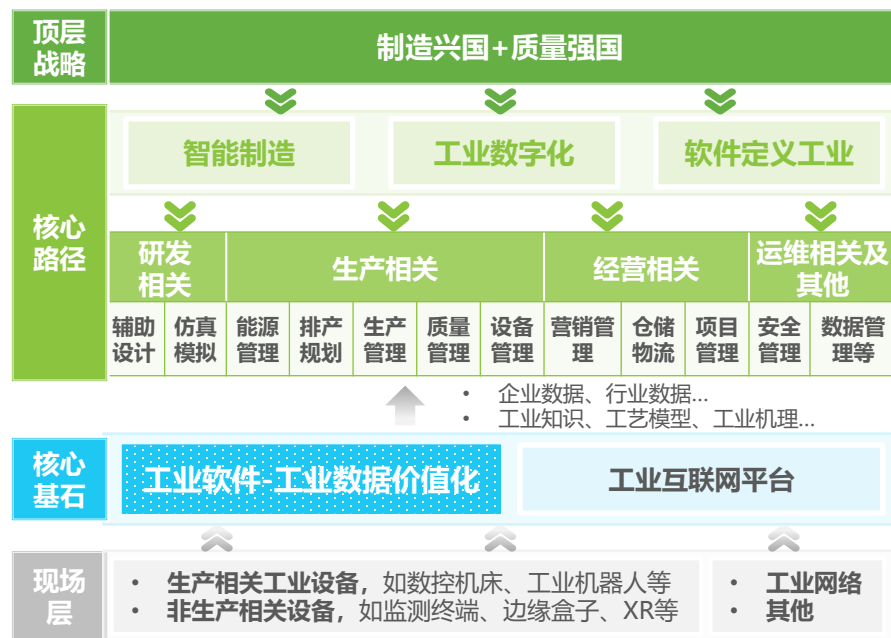 顶层
战略
制造兴国+质量强国
核心
路径
智能制造
工业数字化
软件定义工业
研发
相关
生产相关
经营相关
运维相关及
其他
辅助
设计
仿真
模拟
能源
管理
排产
规划
生产
管理
质量
管理
设备
管理
营销管
理
仓储
物流
项目
管理
安全
管理
数据管
理等
• 企业数据、行业数据...
• 工业知识、工艺模型、工业机理...
核心
基石
工业软件-工业数据价值化
工业互联网平台
现场
层
• 生产相关工业设备，如数控机床、工业机器人等
• 非生产相关设备，如监测终端、边缘盒子、XR等
• 工业网络
• 其他